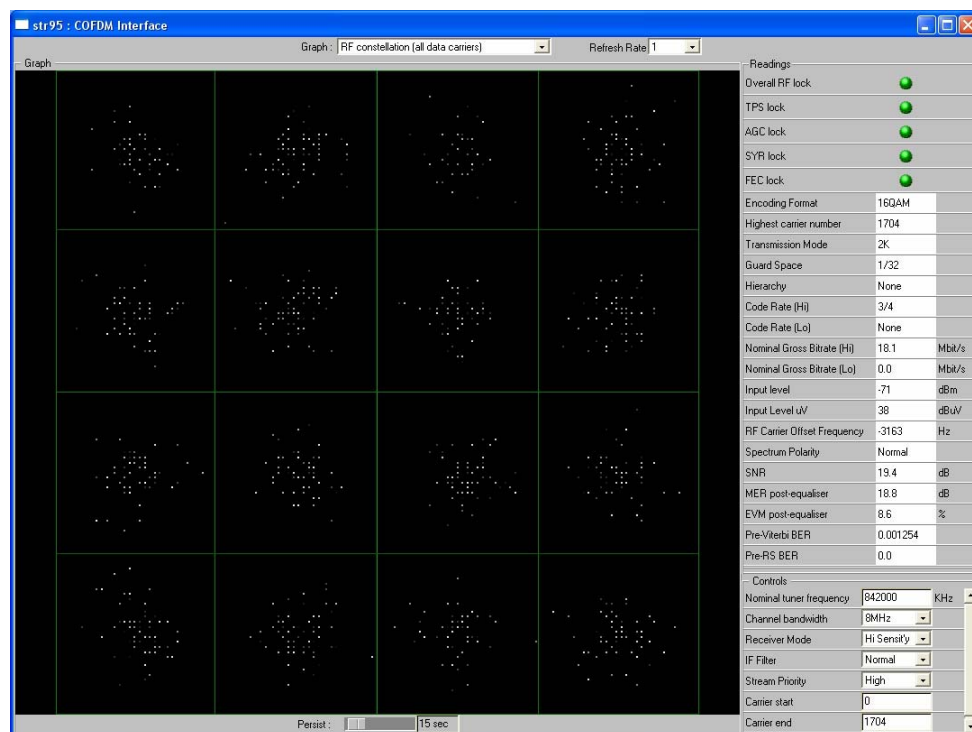 str95 : COFDM Interface
Graph : RF constellation (all data carriers) Refresh Rate 1
Graph
Readings
Overall RF lock
TPS lock
AGC lock
SYR lock
FEC lock
Encoding Format 16QAM
Highest carrier number 1704
Transmission Mode 2K
Guard Space 1/32
Hierarchy None
Code Rate (Hi) 3/4
Code Rate (Lo) None
Nominal Gross Bitrate (Hi) 18.1 Mbit/s
Nominal Gross Bitrate (Lo) 0.0 Mbit/s
Input level -71 dBm
Input Level uV 38 dBuV
RF Carrier Offset Frequency -3163 Hz
Spectrum Polarity Normal
SNR 19.4 dB
MER post-equaliser 18.8 dB
EVM post-equaliser 8.6 %
Pre-Viterbi BER 0.001254
Pre-RS BER 0.0
Controls
Nominal tuner frequency 842000 KHz
Channel bandwidth 8MHz
Receiver Mode Hi Sensit'y
IF Filter Normal
Stream Priority High
Carrier start 0
Carrier end 1704
Persist : 15 sec